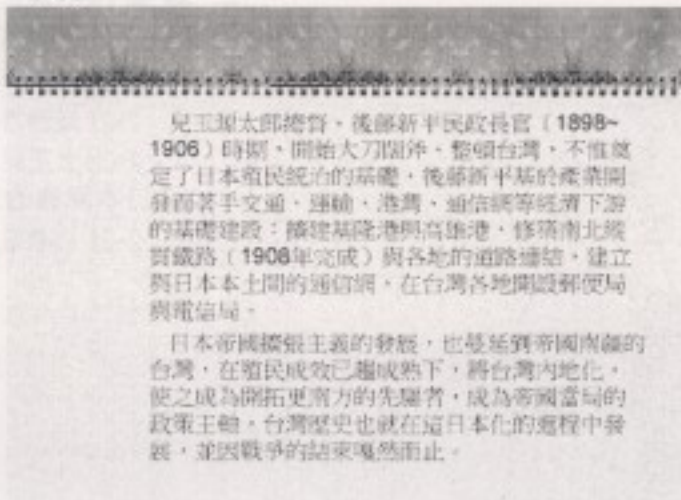 兒玉源太郎總督、後藤新平民政長官（1898~
1906）時期，開始大刀闊斧，整頓台灣，不惟奠
定了日本殖民統治的基礎，後藤新平基於產業開
發而著手交通、運輸、港灣、通信網等經濟下游
的基礎建設：續建基隆港與高雄港，修築南北縱
貫鐵路（1908年完成）與各地的道路連結，建立
與日本本土間的通信網，在台灣各地開設郵便局
與電信局。
日本帝國擴張主義的發展，也蔓延到帝國南疆的
台灣，在殖民成效已趨成熟下，將台灣內地化，
使之成為開拓更南方的先驅者，成為帝國當局的
政策主軸。台灣歷史也就在這日本化的進程中發
展，並因戰爭的結束嘎然而止。